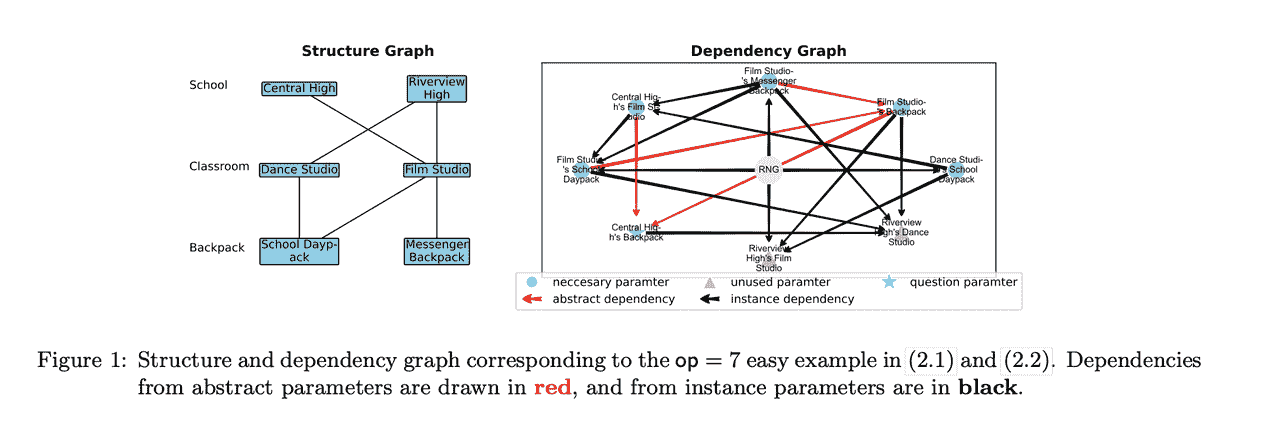 Structure Graph
School
Central High
Riverview
High
Classroom
Dance Studio
Film Studio
Backpack
School Dayp-
ack
Messenger
Backpack
Dependency Graph
Film Studio-
's Messenger
Backpack
Central Hig-
h's Film St-
udio
Film Studio-
's Backpack
Film Studio-
's School
Daypack
RNG
Dance Studi-
o's School
Daypack
Central Hig-
h's Backpack
Riverview
High's Dance
Studio
Riverview
High's Film
Studio
neccesary paramter
unused paramter
question paramter
abstract dependency
instance dependency
Figure 1: Structure and dependency graph corresponding to the op = 7 easy example in (2.1) and (2.2). Dependencies
from abstract parameters are drawn in red, and from instance parameters are in black.